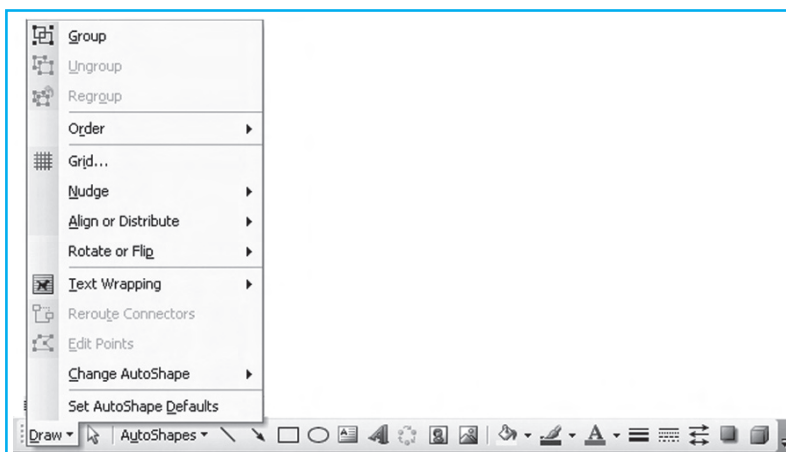 Group
Ungroup
Regroup
Order
Grid...
Nudge
Align or Distribute
Rotate or Flip
Text Wrapping
Reroute Connectors
Edit Points
Change AutoShape
Set AutoShape Defaults
Draw AutoShapes